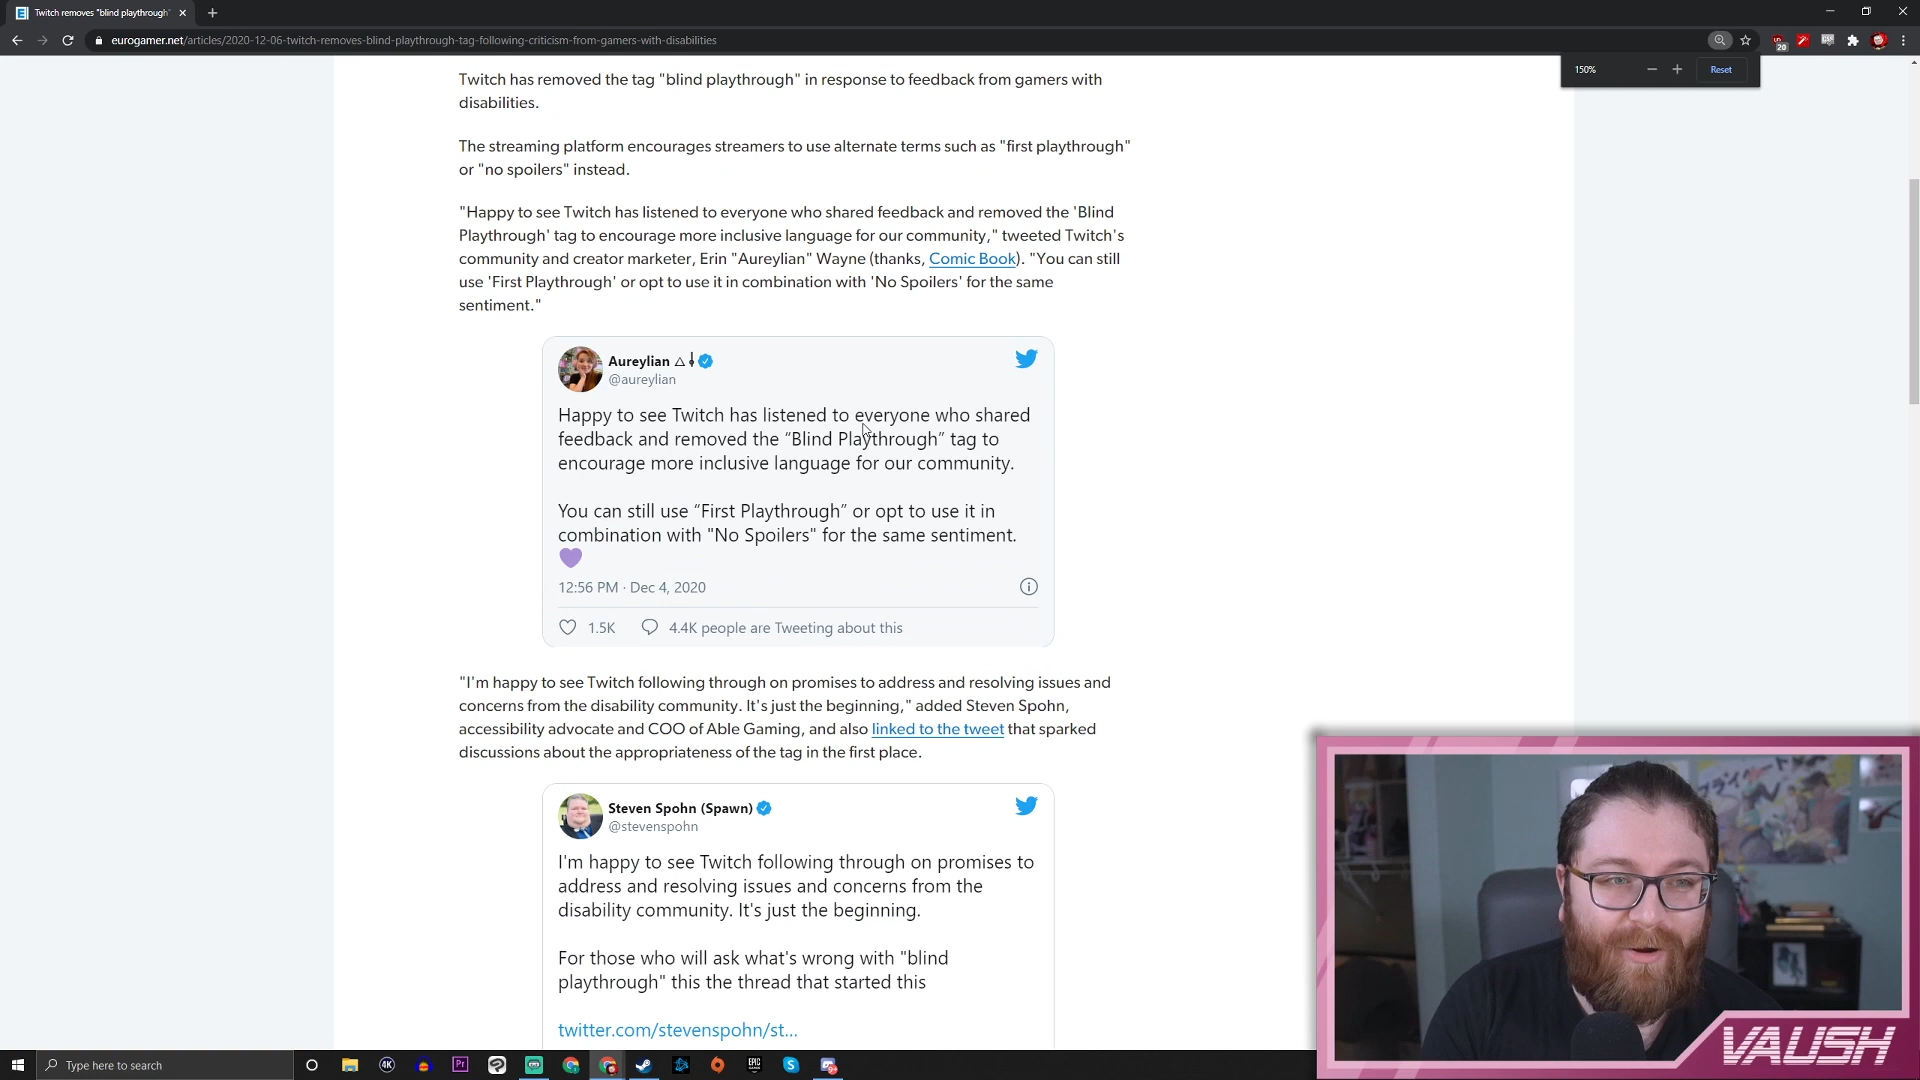 Twitch removes "blind playthrough"
eurogamer.net/articles/2020-12-06-twitch-removes-blind-playthrough-tag-following-criticism-from-gamers-with-disabilities
20
150%
Reset
Twitch has removed the tag "blind playthrough" in response to feedback from gamers with
disabilities.
The streaming platform encourages streamers to use alternate terms such as "first playthrough"
or "no spoilers" instead.
"Happy to see Twitch has listened to everyone who shared feedback and removed the 'Blind
Playthrough' tag to encourage more inclusive language for our community," tweeted Twitch's
community and creator marketer, Erin "Aureylian" Wayne (thanks, Comic Book). "You can still
use 'First Playthrough' or opt to use it in combination with 'No Spoilers' for the same
sentiment."
Aureylian
@aureylian
Happy to see Twitch has listened to everyone who shared
feedback and removed the “Blind Playthrough” tag to
encourage more inclusive language for our community.
You can still use “First Playthrough” or opt to use it in
combination with "No Spoilers" for the same sentiment.
💜
12:56 PM · Dec 4, 2020
1.5K 4.4K people are Tweeting about this
"I'm happy to see Twitch following through on promises to address and resolving issues and
concerns from the disability community. It's just the beginning," added Steven Spohn,
accessibility advocate and COO of Able Gaming, and also linked to the tweet that sparked
discussions about the appropriateness of the tag in the first place.
Steven Spohn (Spawn)
@stevenspohn
I'm happy to see Twitch following through on promises to
address and resolving issues and concerns from the
disability community. It's just the beginning.
For those who will ask what's wrong with "blind
playthrough" this the thread that started this
twitter.com/stevenspohn/st...
VAUSH
Type here to search
4K
Pr
EPIC